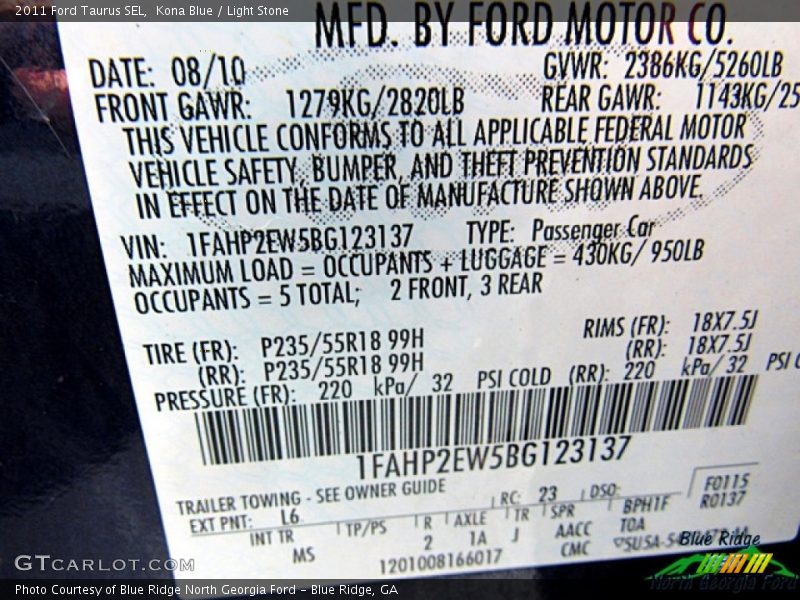 2011 Ford Taurus SEL,  Kona Blue / Light Stone
MFD. BY FORD MOTOR CO.
DATE: 08/10 GVWR: 2386KG/5260LB
FRONT GAWR: 1279KG/2820LB REAR GAWR: 1143KG/25
THIS VEHICLE CONFORMS TO ALL APPLICABLE FEDERAL MOTOR
VEHICLE SAFETY, BUMPER, AND THEFT PREVENTION STANDARDS
IN EFFECT ON THE DATE OF MANUFACTURE SHOWN ABOVE.
VIN: 1FAHP2EW5BG123137 TYPE: Passenger Car
MAXIMUM LOAD = OCCUPANTS + LUGGAGE = 430KG/ 950LB
OCCUPANTS = 5 TOTAL; 2 FRONT, 3 REAR
TIRE (FR): P235/55R18 99H RIMS (FR): 18X7.5J
(RR): P235/55R18 99H (RR): 18X7.5J
PRESSURE (FR): 220 kPa/ 32 PSI COLD (RR): 220 kPa/ 32 PSI C
1FAHP2EW5BG123137
TRAILER TOWING - SEE OWNER GUIDE RC: 23 DSO: F0115
EXT PNT: L6 BPH1F R0137
INT TR TP/PS R AXLE TR SPR TOA
MS 2 1A J AACC
1201008166017 CMC
Blue Ridge
North Georgia Ford
GTCARLOT.COM
Photo Courtesy of Blue Ridge North Georgia Ford – Blue Ridge, GA